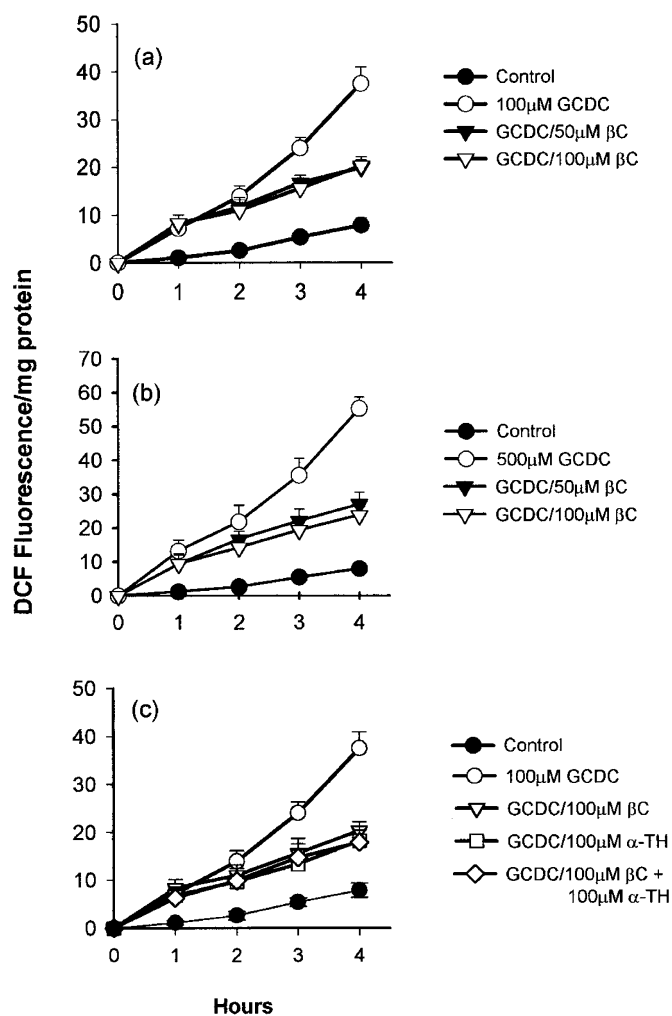 DCF Fluorescence/mg protein
(a)
50
40
30
20
10
0
0 1 2 3 4
Control
100µM GCDC
GCDC/50µM βC
GCDC/100µM βC
(b)
70
60
50
40
30
20
10
0
0 1 2 3 4
Control
500µM GCDC
GCDC/50µM βC
GCDC/100µM βC
(c)
50
40
30
20
10
0
0 1 2 3 4
Control
100µM GCDC
GCDC/100µM βC
GCDC/100µM α-TH
GCDC/100µM βC +
100µM α-TH
Hours